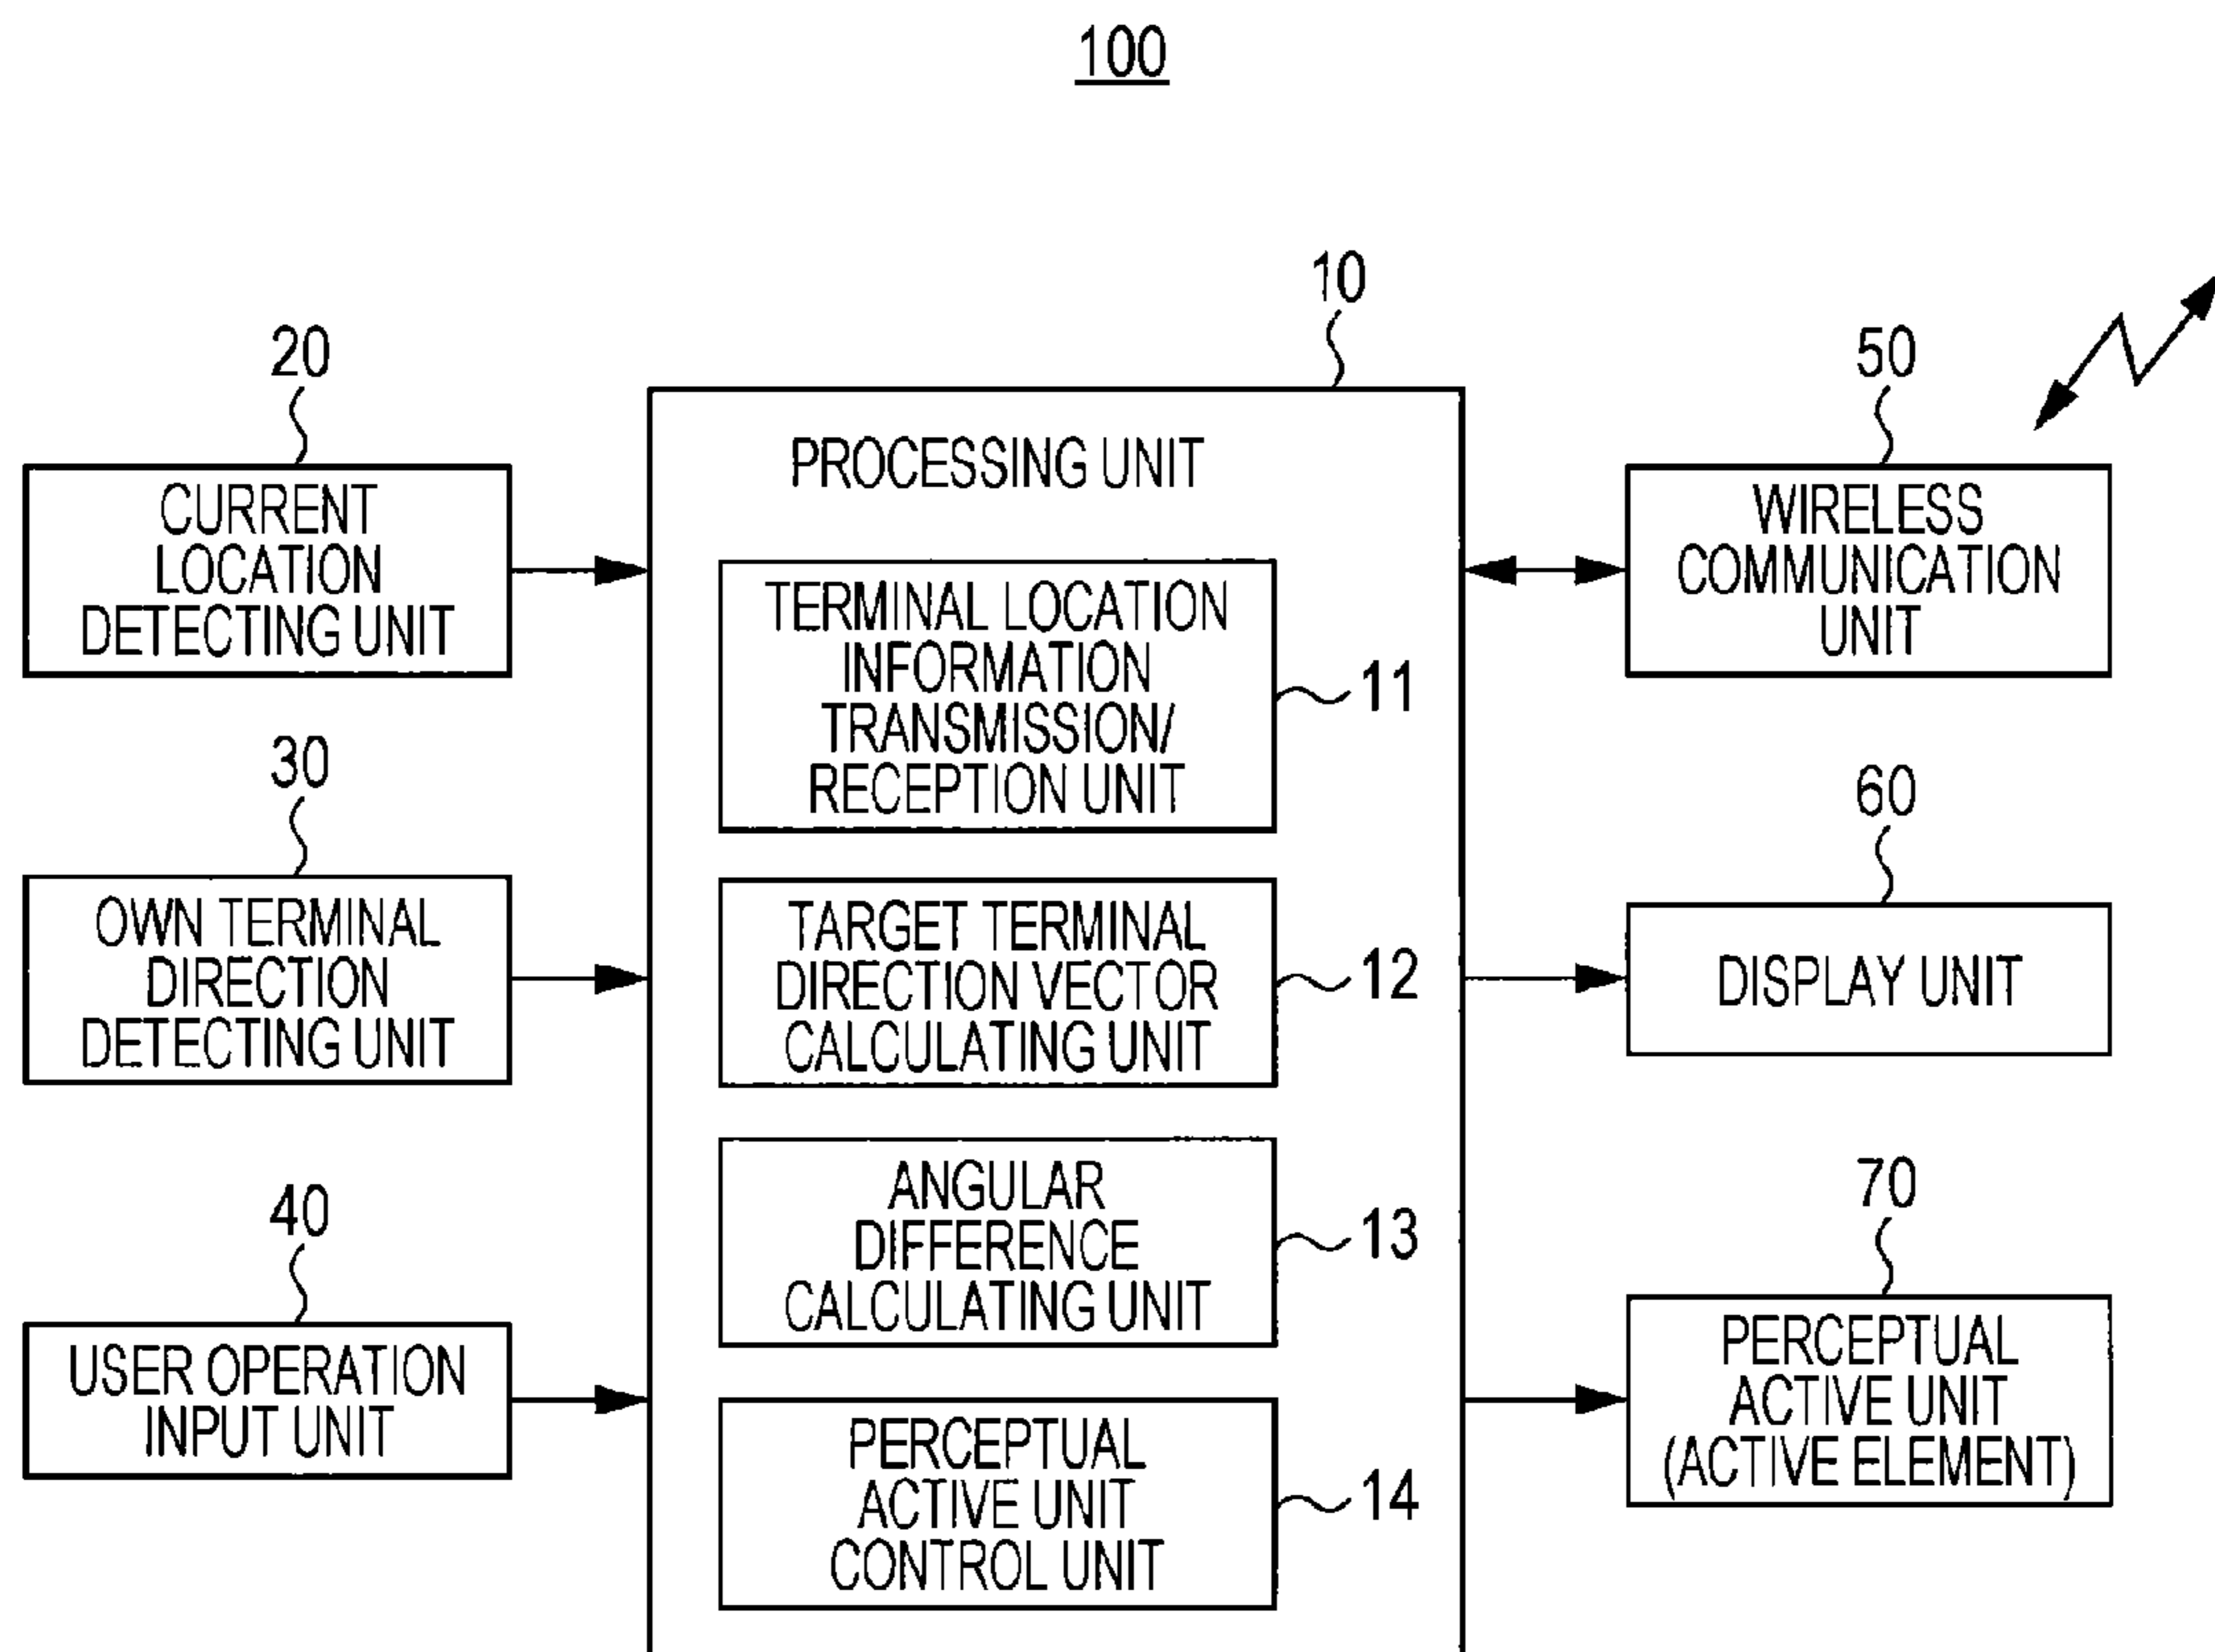 100
10
20
CURRENT
LOCATION
DETECTING UNIT
30
OWN TERMINAL
DIRECTION
DETECTING UNIT
40
USER OPERATION
INPUT UNIT
PROCESSING UNIT
TERMINAL LOCATION
INFORMATION
TRANSMISSION/
RECEPTION UNIT
11
TARGET TERMINAL
DIRECTION VECTOR
CALCULATING UNIT
12
ANGULAR
DIFFERENCE
CALCULATING UNIT
13
PERCEPTUAL
ACTIVE UNIT
CONTROL UNIT
14
50
WIRELESS
COMMUNICATION
UNIT
60
DISPLAY UNIT
70
PERCEPTUAL
ACTIVE UNIT
(ACTIVE ELEMENT)